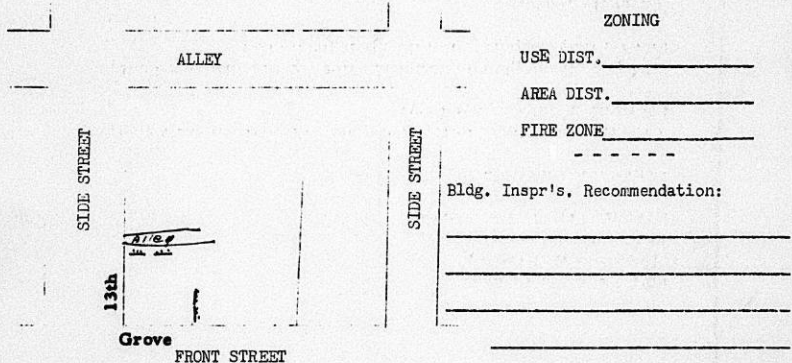 ZONING
ALLEY
USE DIST.
AREA DIST.
FIRE ZONE
SIDE STREET
SIDE STREET
Bldg. Inspr's. Recommendation:
Alley
13th
Grove
FRONT STREET